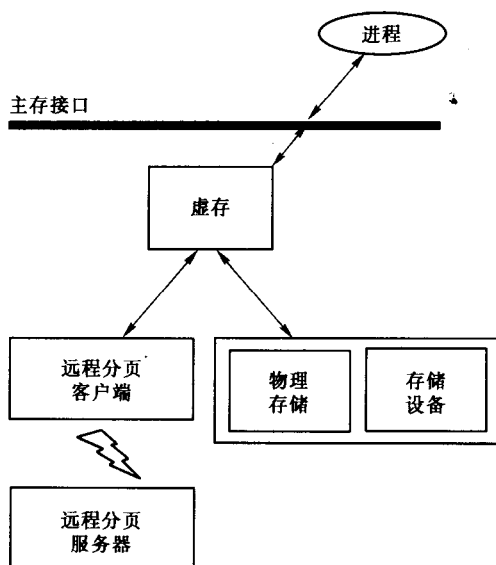 进程
主存接口
虚存
远程分页
客户端
物理
存储
存储
设备
远程分页
服务器